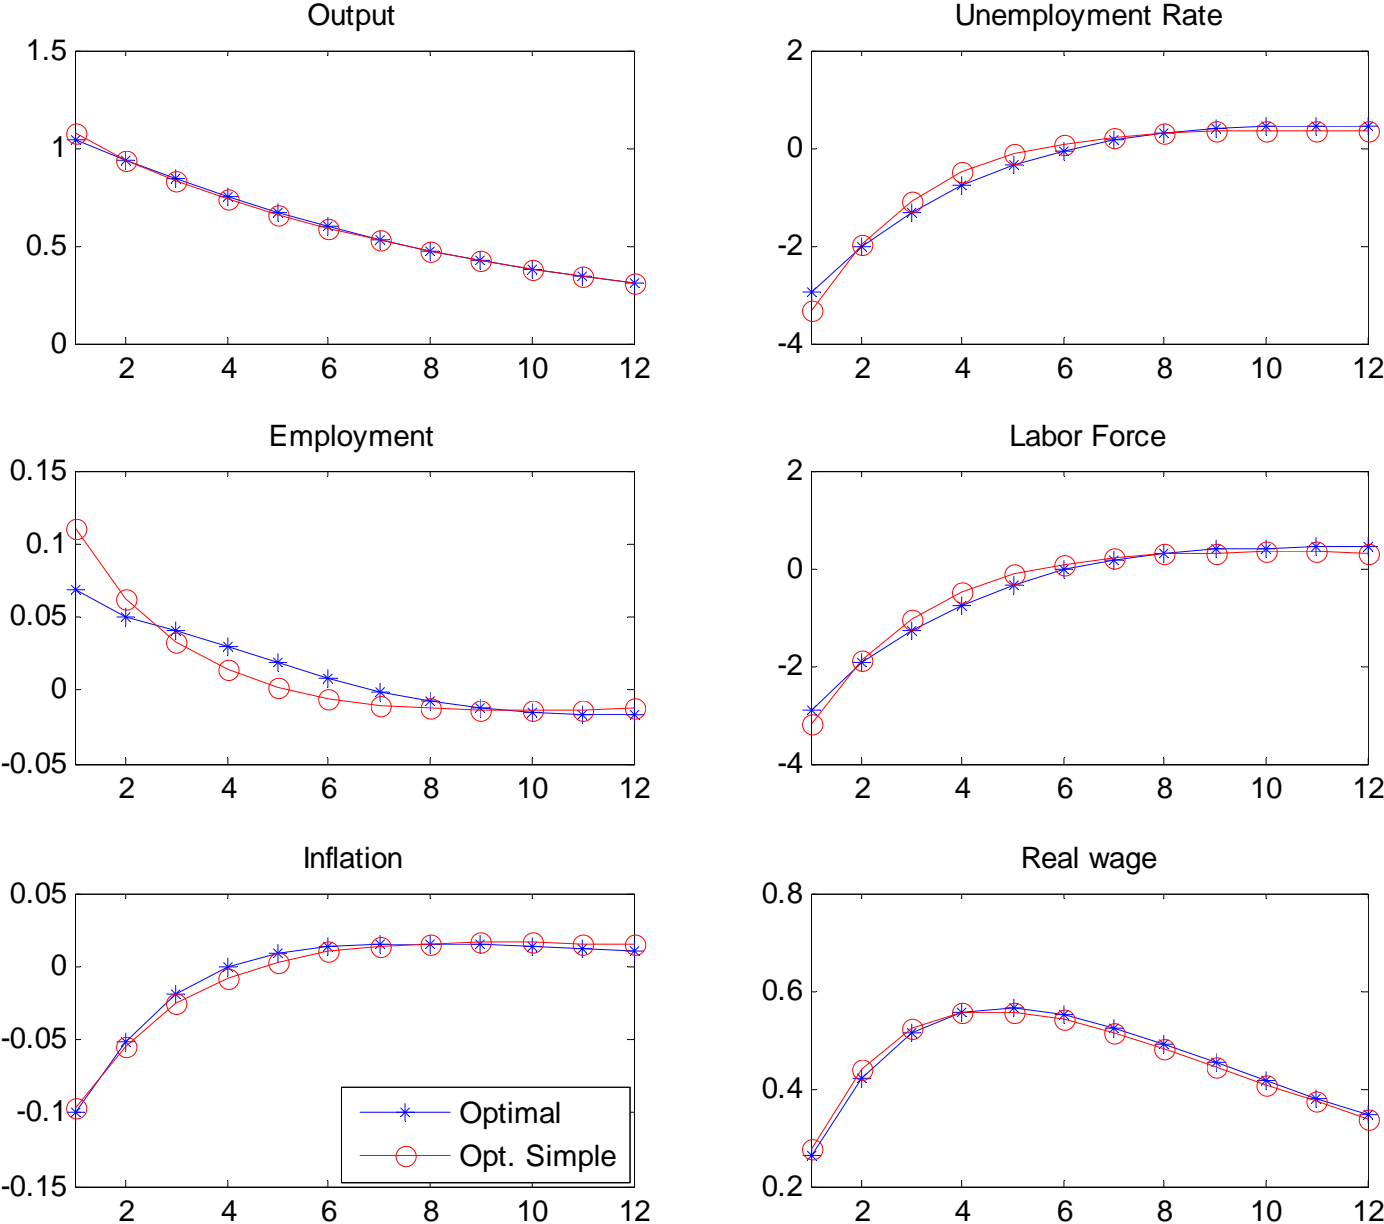 Output
1.5
1
0.5
0
2 4 6 8 10 12
Unemployment Rate
2
0
-2
-4
2 4 6 8 10 12
Employment
0.15
0.1
0.05
0
-0.05
2 4 6 8 10 12
Labor Force
2
0
-2
-4
2 4 6 8 10 12
Inflation
0.05
0
-0.05
-0.1
-0.15
2 4 6 8 10 12
Optimal
Opt. Simple
Real wage
0.8
0.6
0.4
0.2
2 4 6 8 10 12